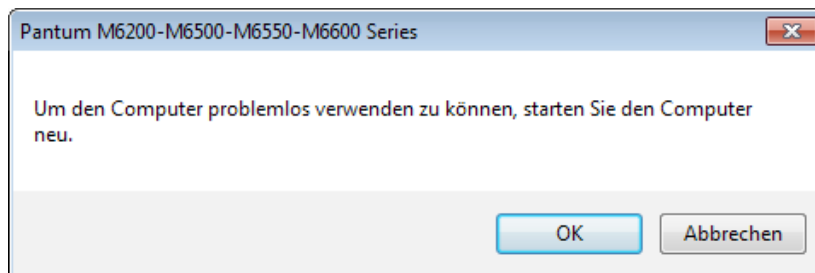 Pantum M6200-M6500-M6550-M6600 Series
Um den Computer problemlos verwenden zu können, starten Sie den Computer
neu.
OK
Abbrechen